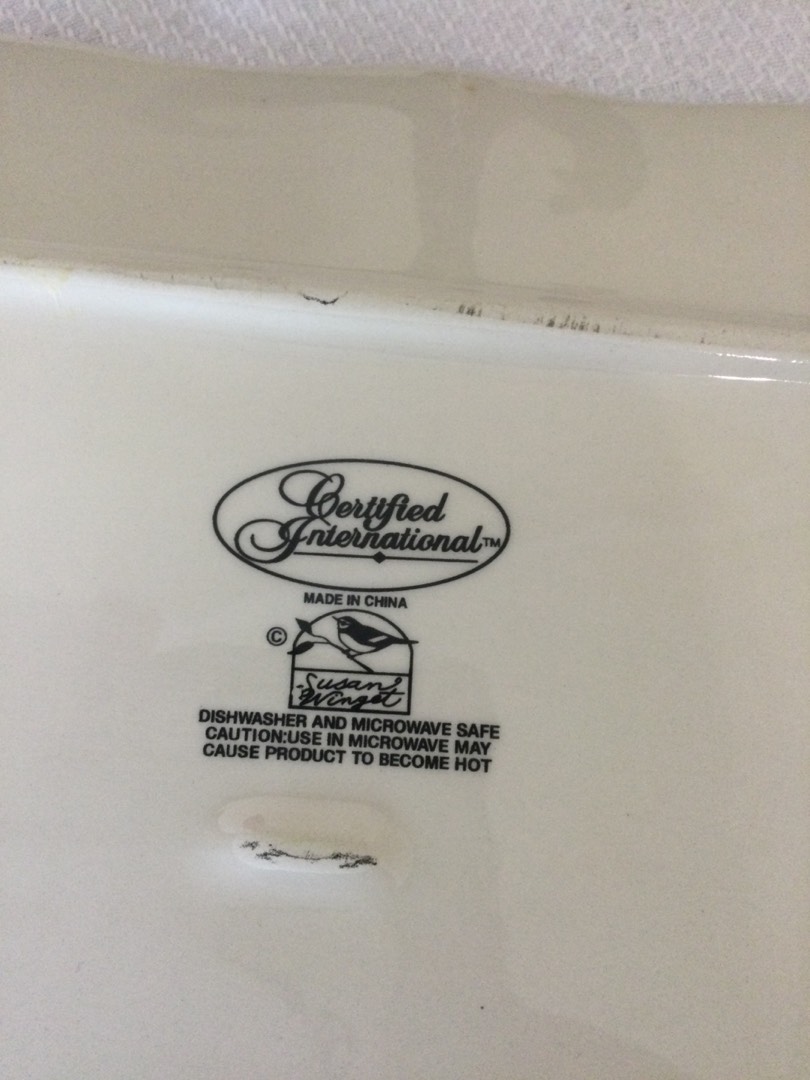 Certified
International™
MADE IN CHINA
©
Susan
Winget
DISHWASHER AND MICROWAVE SAFE
CAUTION:USE IN MICROWAVE MAY
CAUSE PRODUCT TO BECOME HOT